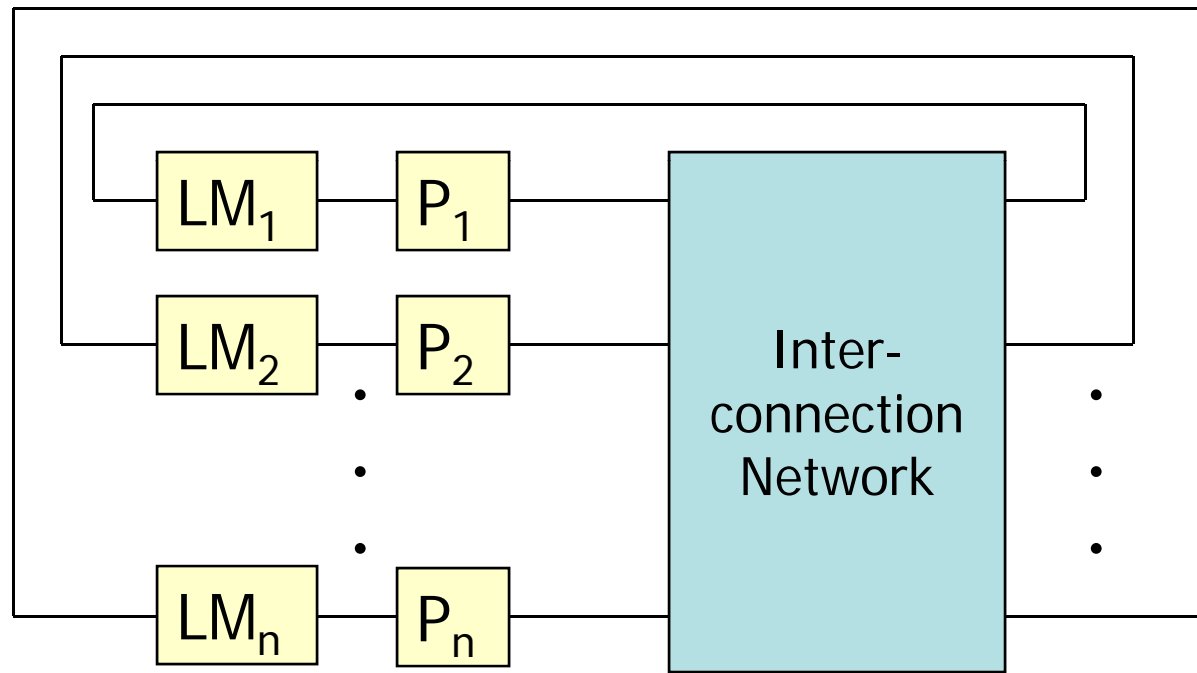 LM₁ P₁
LM₂ P₂
Inter-
connection
Network
LMₙ Pₙ